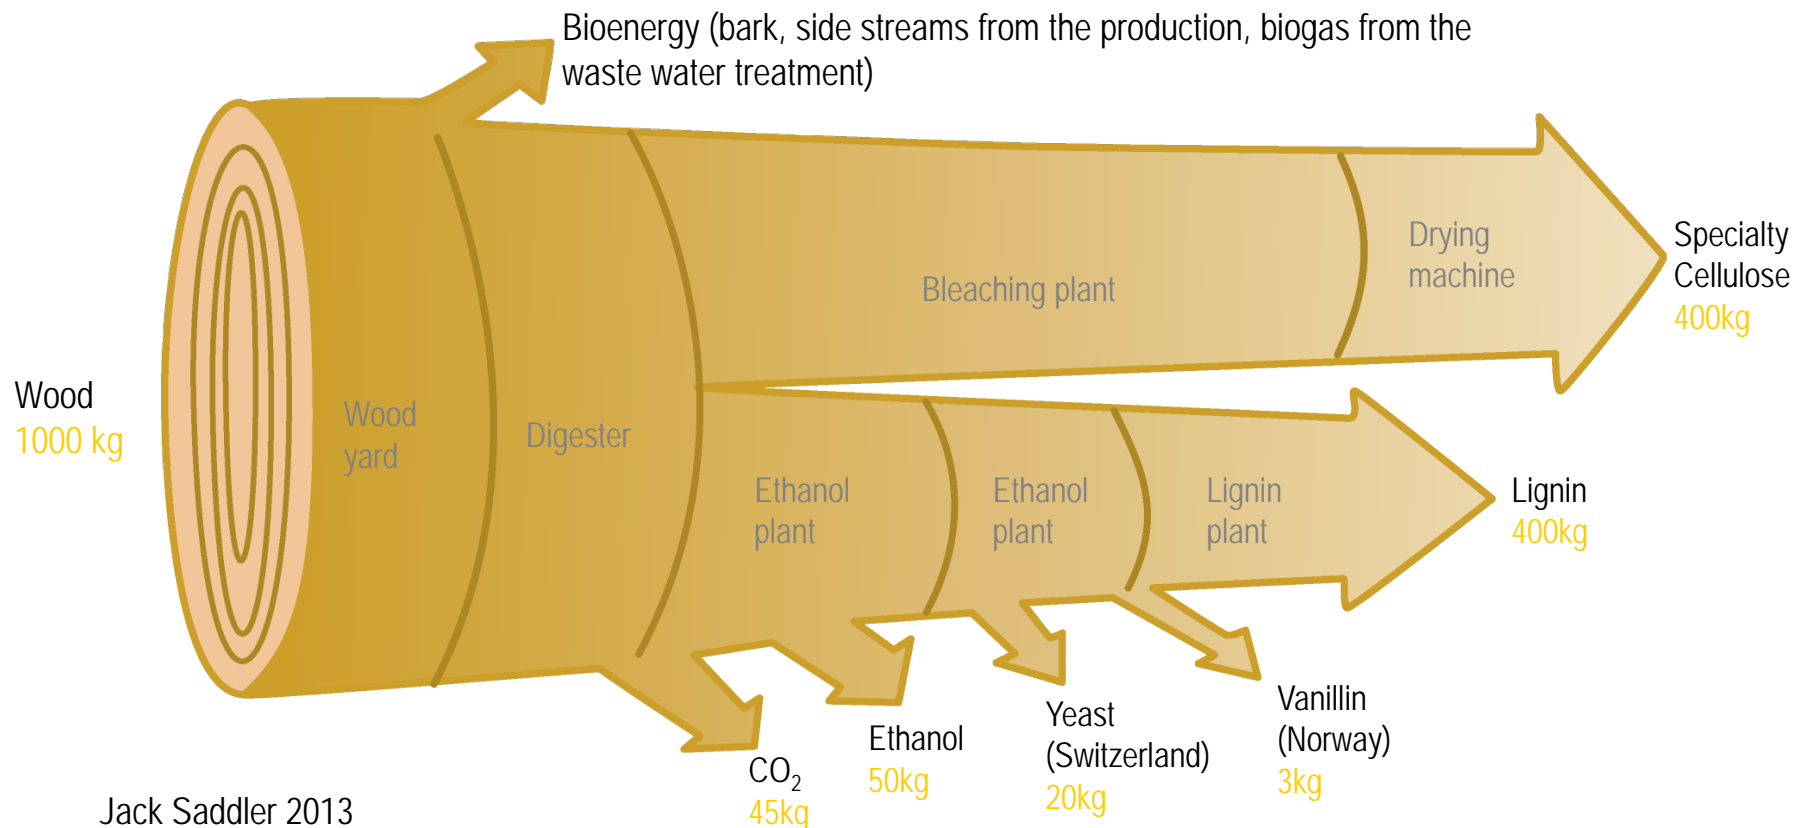 Bioenergy (bark, side streams from the production, biogas from the
waste water treatment)
Wood
1000 kg
Wood
yard
Digester
Bleaching plant
Drying
machine
Specialty
Cellulose
400kg
Ethanol
plant
Ethanol
plant
Lignin
plant
Lignin
400kg
CO₂
45kg
Ethanol
50kg
Yeast
(Switzerland)
20kg
Vanillin
(Norway)
3kg
Jack Saddler 2013